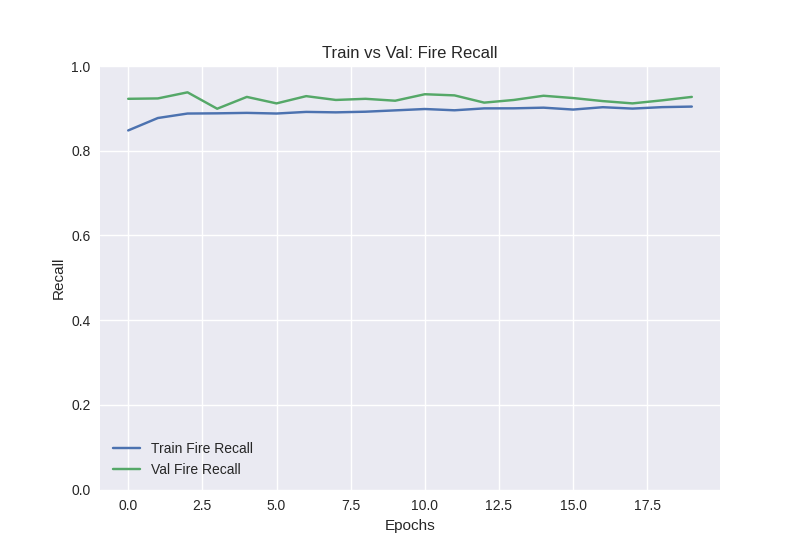 Train vs Val: Fire Recall
1.0
0.8
0.6
0.4
0.2
0.0
Recall
Train Fire Recall
Val Fire Recall
0.0 2.5 5.0 7.5 10.0 12.5 15.0 17.5
Epochs